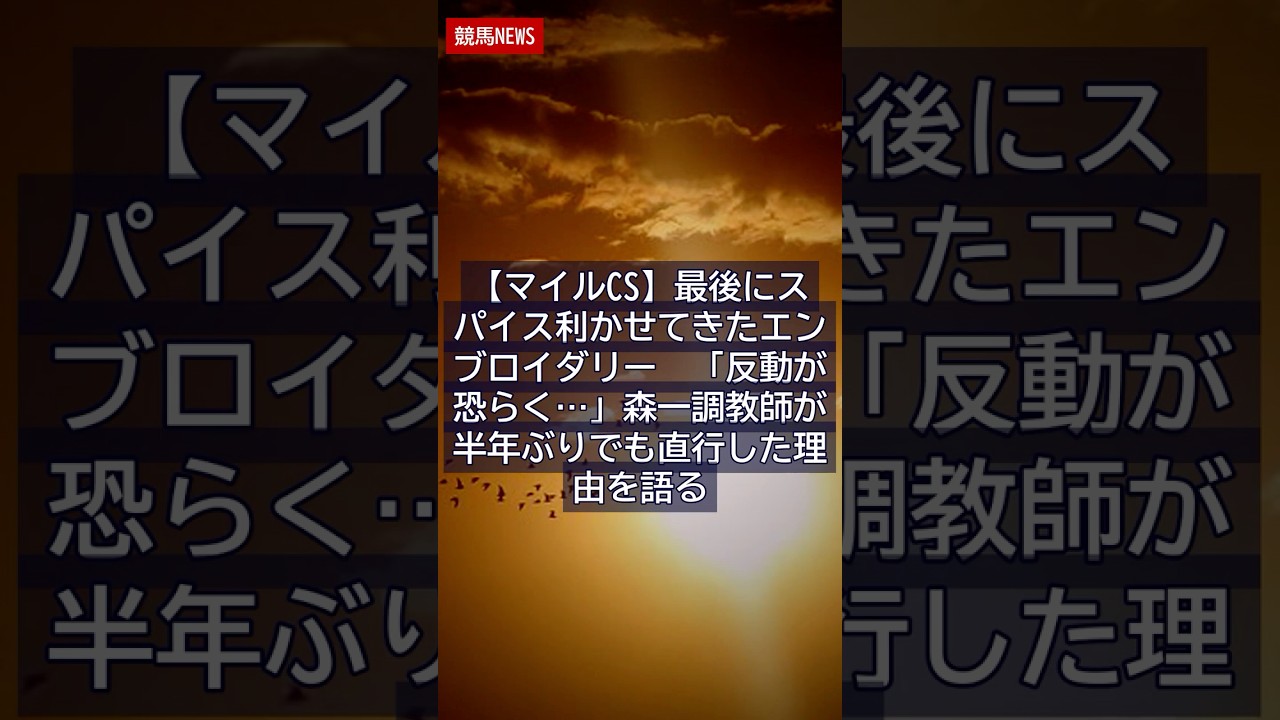 競馬NEWS
【マイルCS】最後にス
パイス利かせてきたエン
ブロイダリー　「反動が
恐らく…」森一調教師が
半年ぶりでも直行した理
由を語る